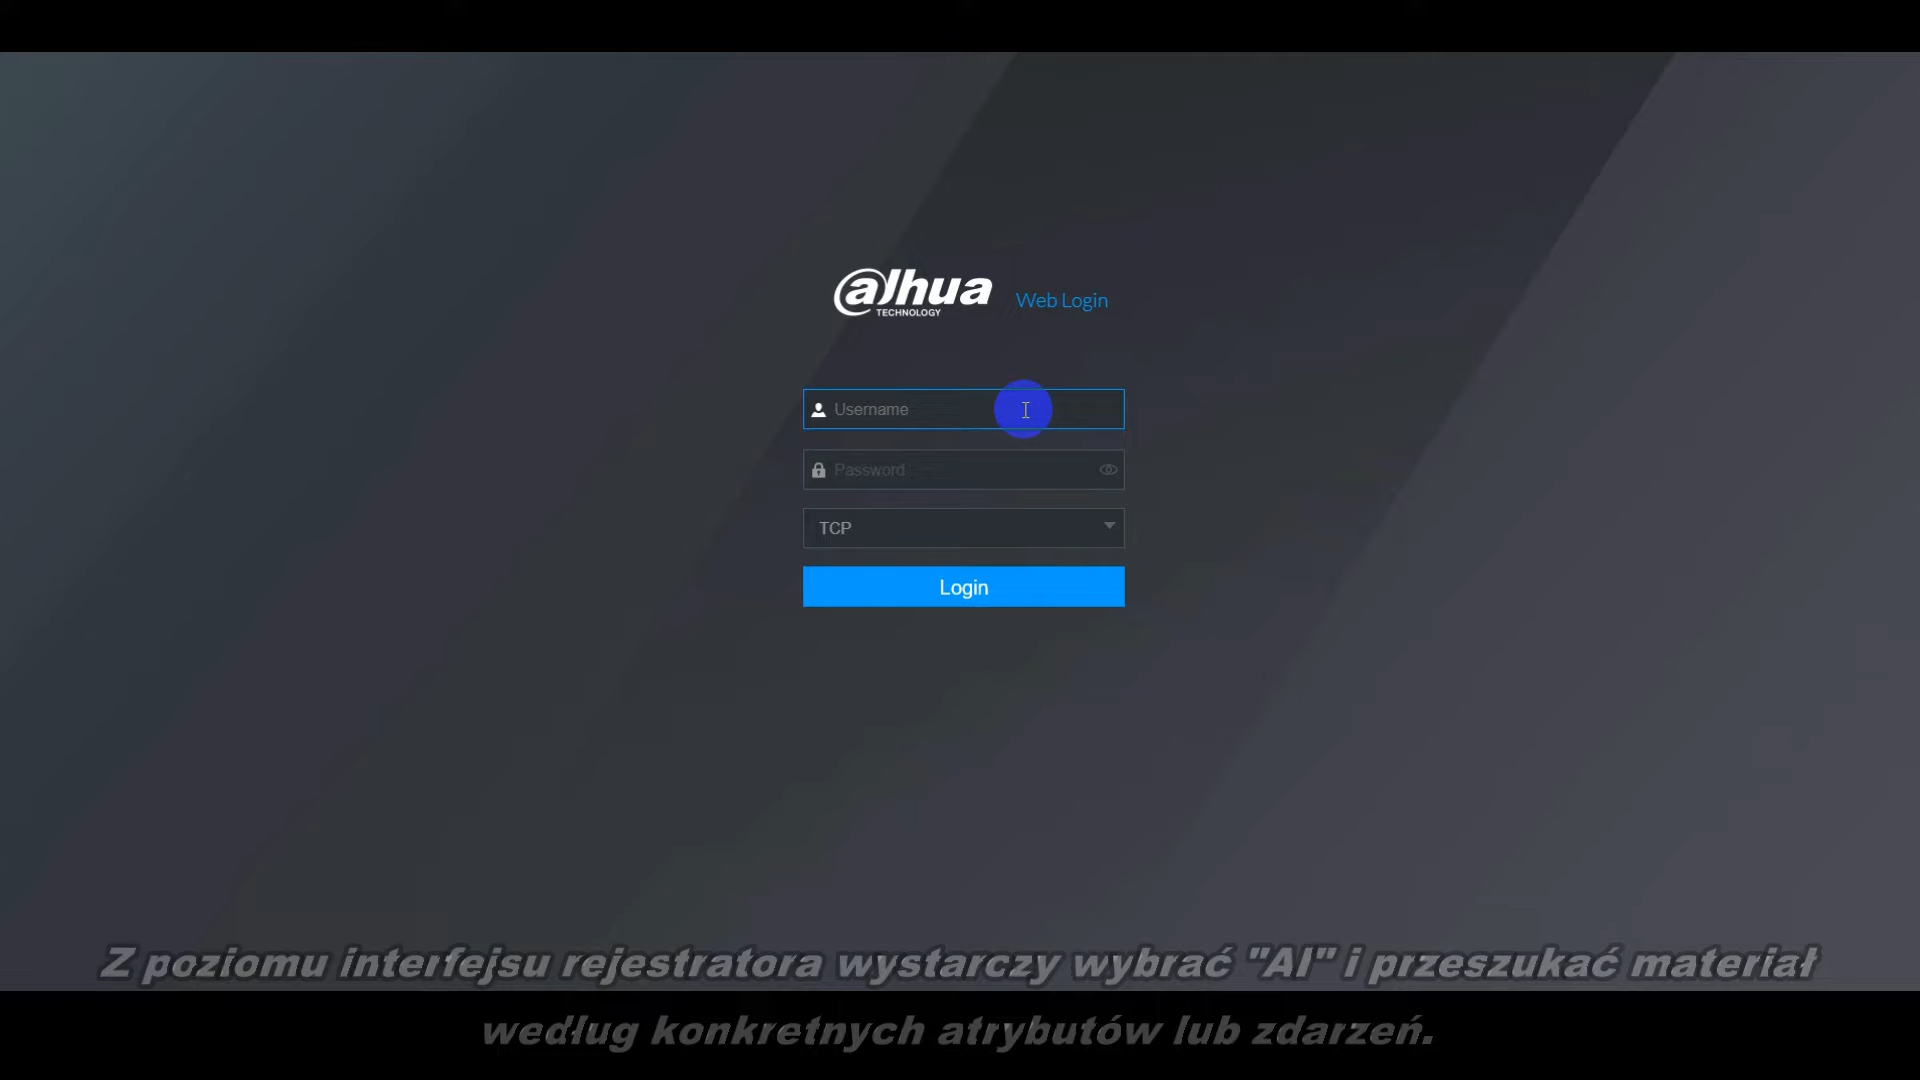 alhua
TECHNOLOGY
Web Login
Username
Password
TCP
Login
Z poziomu interfejsu rejestratora wystarczy wybrać "AI" i przeszukać materiał
według konkretnych atrybutów lub zdarzeń.